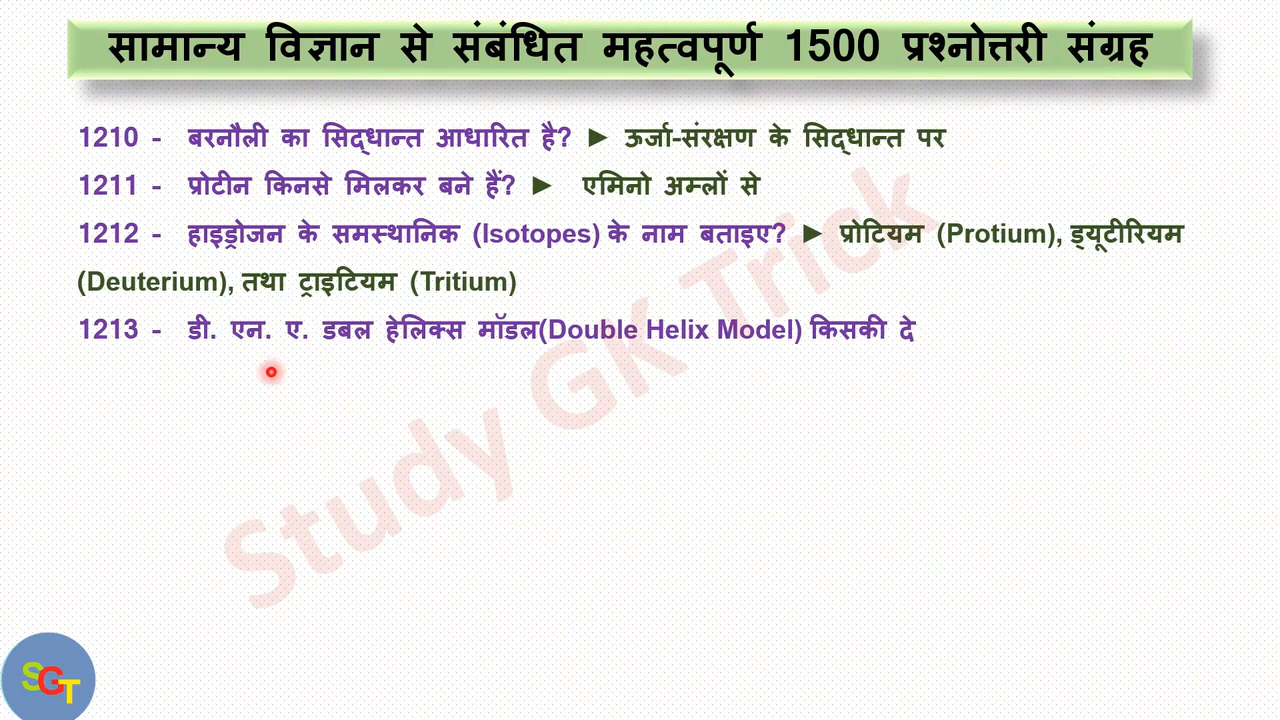 सामान्य विज्ञान से संबंधित महत्वपूर्ण 1500 प्रश्नोत्तरी संग्रह
1210 - बरनौली का सिद्धान्त आधारित है? ► ऊर्जा-संरक्षण के सिद्धान्त पर
1211 - प्रोटीन किनसे मिलकर बने हैं? ► एमिनो अम्लों से
1212 - हाइड्रोजन के समस्थानिक (Isotopes) के नाम बताइए? ► प्रोटियम (Protium), ड्यूटीरियम
(Deuterium), तथा ट्राइटियम (Tritium)
1213 - डी. एन. ए. डबल हेलिक्स मॉडल(Double Helix Model) किसकी दे
Study GK Trick
SGT